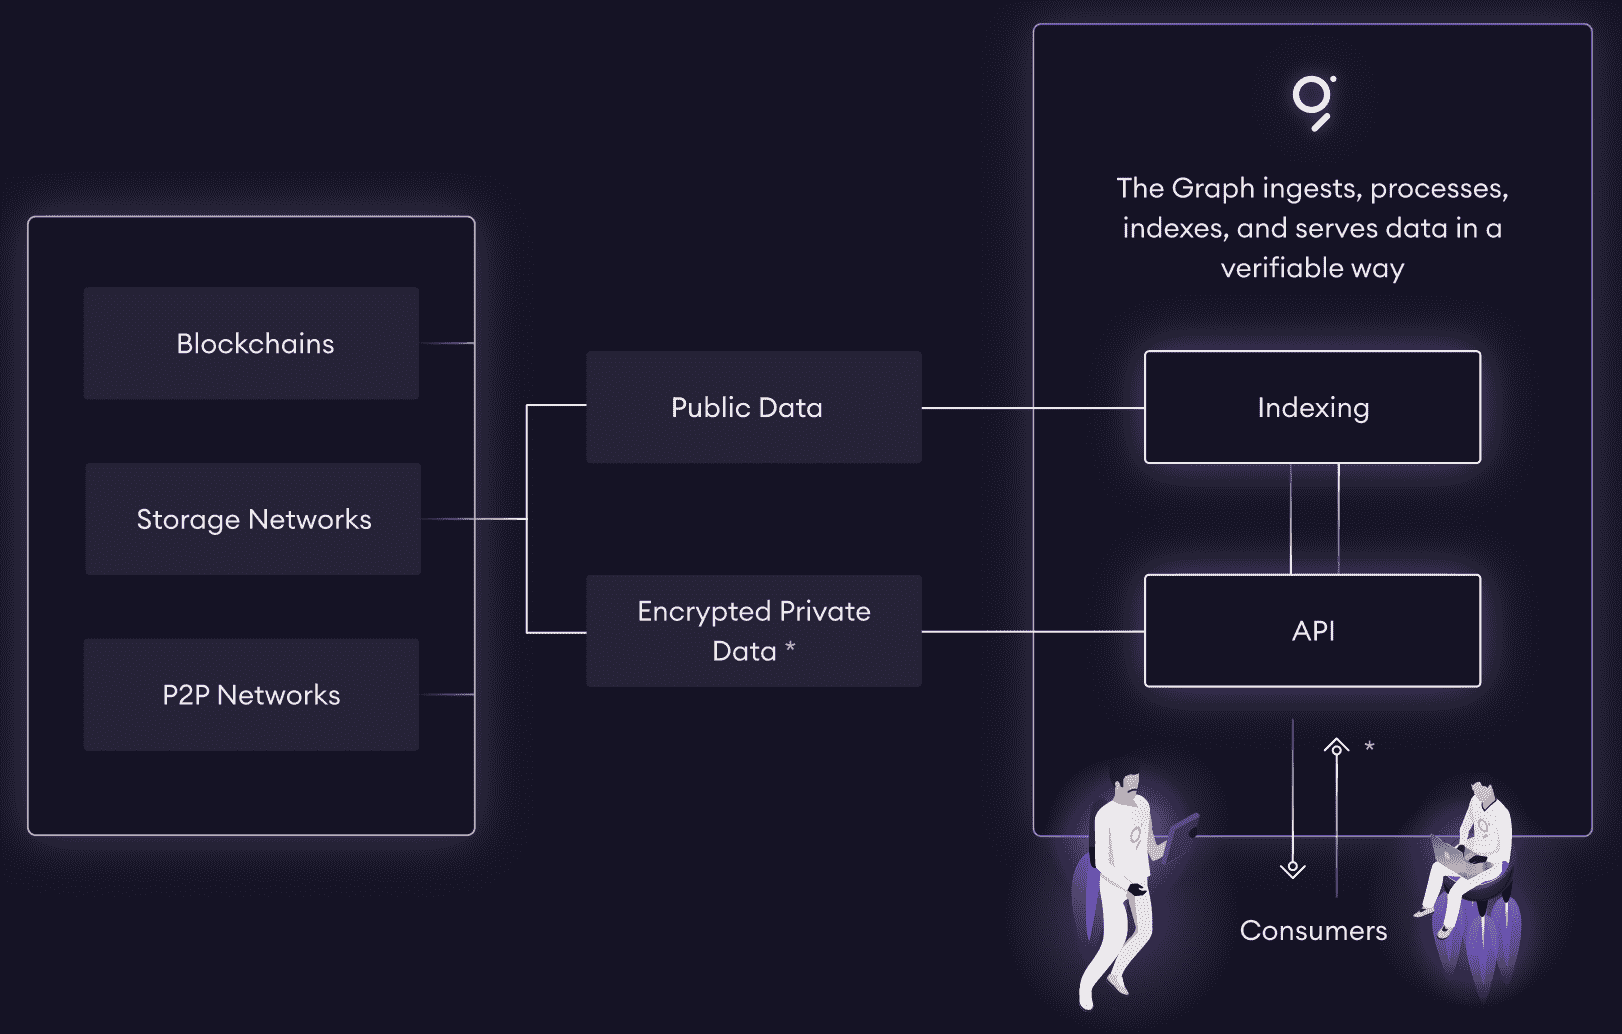 The Graph ingests, processes,
indexes, and serves data in a
verifiable way
Blockchains
Storage Networks
P2P Networks
Public Data
Encrypted Private
Data *
Indexing
API
*
Consumers